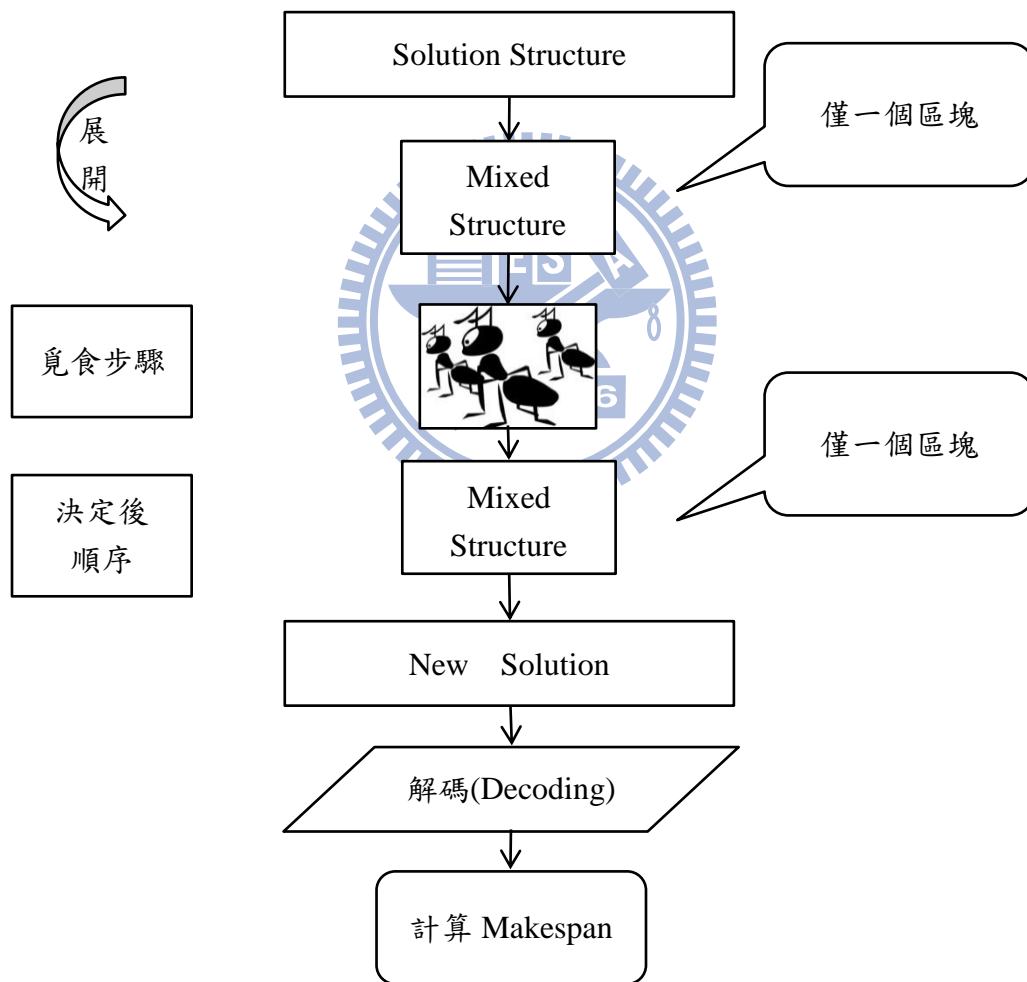 Solution Structure
僅一個區塊
展
開
Mixed
Structure
E S A
覓食步驟
6
僅一個區塊
Mixed
Structure
決定後
順序
New Solution
解碼(Decoding)
計算 Makespan